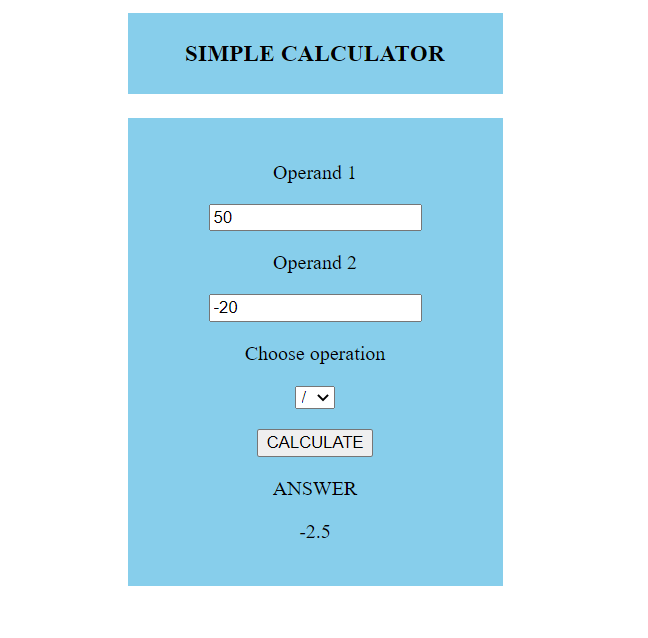 SIMPLE CALCULATOR
Operand 1
50
Operand 2
-20
Choose operation
/
CALCULATE
ANSWER
-2.5